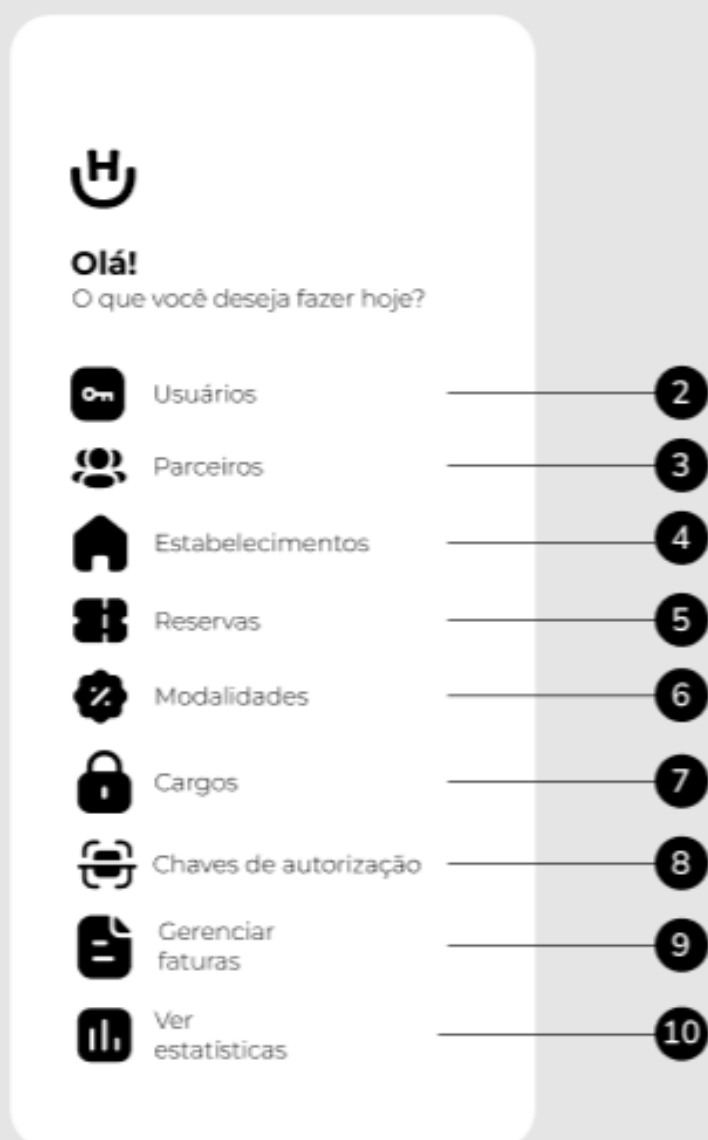 H
Olá!
O que você deseja fazer hoje?
Usuários
2
Parceiros
3
Estabelecimentos
4
Reservas
5
Modalidades
6
Cargos
7
Chaves de autorização
8
Gerenciar
faturas
9
Ver
estatísticas
10